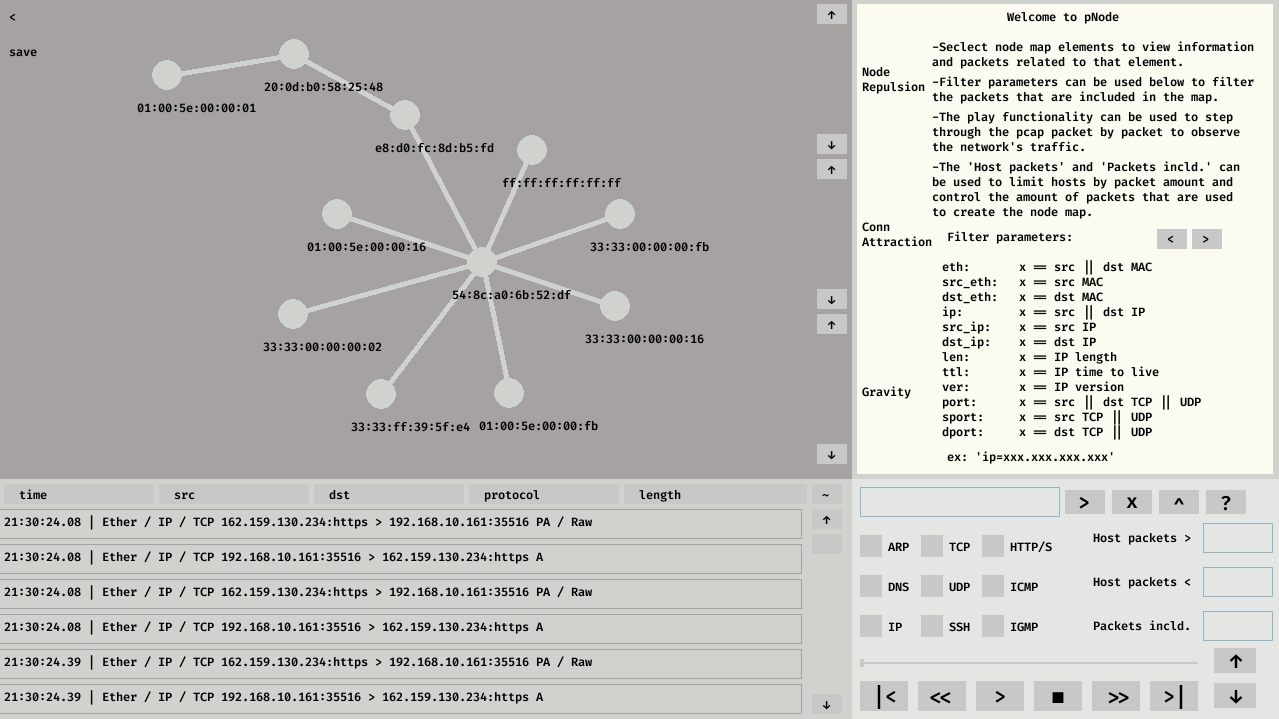 <
↑
save
20:0d:b0:58:25:48
01:00:5e:00:00:01
e8:d0:fc:8d:b5:fd
↓
↑
ff:ff:ff:ff:ff:ff
01:00:5e:00:00:16
33:33:00:00:00:fb
54:8c:a0:6b:52:df
↓
↑
33:33:00:00:00:02
33:33:00:00:00:16
33:33:ff:39:5f:e4
01:00:5e:00:00:fb
↓
Welcome to pNode
-Seclect node map elements to view information
and packets related to that element.
Node
Repulsion
-Filter parameters can be used below to filter
the packets that are included in the map.
-The play functionality can be used to step
through the pcap packet by packet to observe
the network's traffic.
-The 'Host packets' and 'Packets incld.' can
be used to limit hosts by packet amount and
control the amount of packets that are used
to create the node map.
Conn
Attraction
Filter parameters:
< >
eth: x == src || dst MAC
src_eth: x == src MAC
dst_eth: x == dst MAC
ip: x == src || dst IP
src_ip: x == src IP
dst_ip: x == dst IP
len: x == IP length
ttl: x == IP time to live
ver: x == IP version
Gravity
port: x == src || dst TCP || UDP
sport: x == src TCP || UDP
dport: x == dst TCP || UDP
ex: 'ip=xxx.xxx.xxx.xxx'
time src dst protocol length ~
↑
21:30:24.08 | Ether / IP / TCP 162.159.130.234:https > 192.168.10.161:35516 PA / Raw
21:30:24.08 | Ether / IP / TCP 192.168.10.161:35516 > 162.159.130.234:https A
21:30:24.08 | Ether / IP / TCP 162.159.130.234:https > 192.168.10.161:35516 PA / Raw
21:30:24.08 | Ether / IP / TCP 192.168.10.161:35516 > 162.159.130.234:https A
21:30:24.39 | Ether / IP / TCP 162.159.130.234:https > 192.168.10.161:35516 PA / Raw
21:30:24.39 | Ether / IP / TCP 192.168.10.161:35516 > 162.159.130.234:https A
↓
> X ^ ?
ARP TCP HTTP/S Host packets >
DNS UDP ICMP Host packets <
IP SSH IGMP Packets incld.
↑
|< << > ■ >> >| ↓